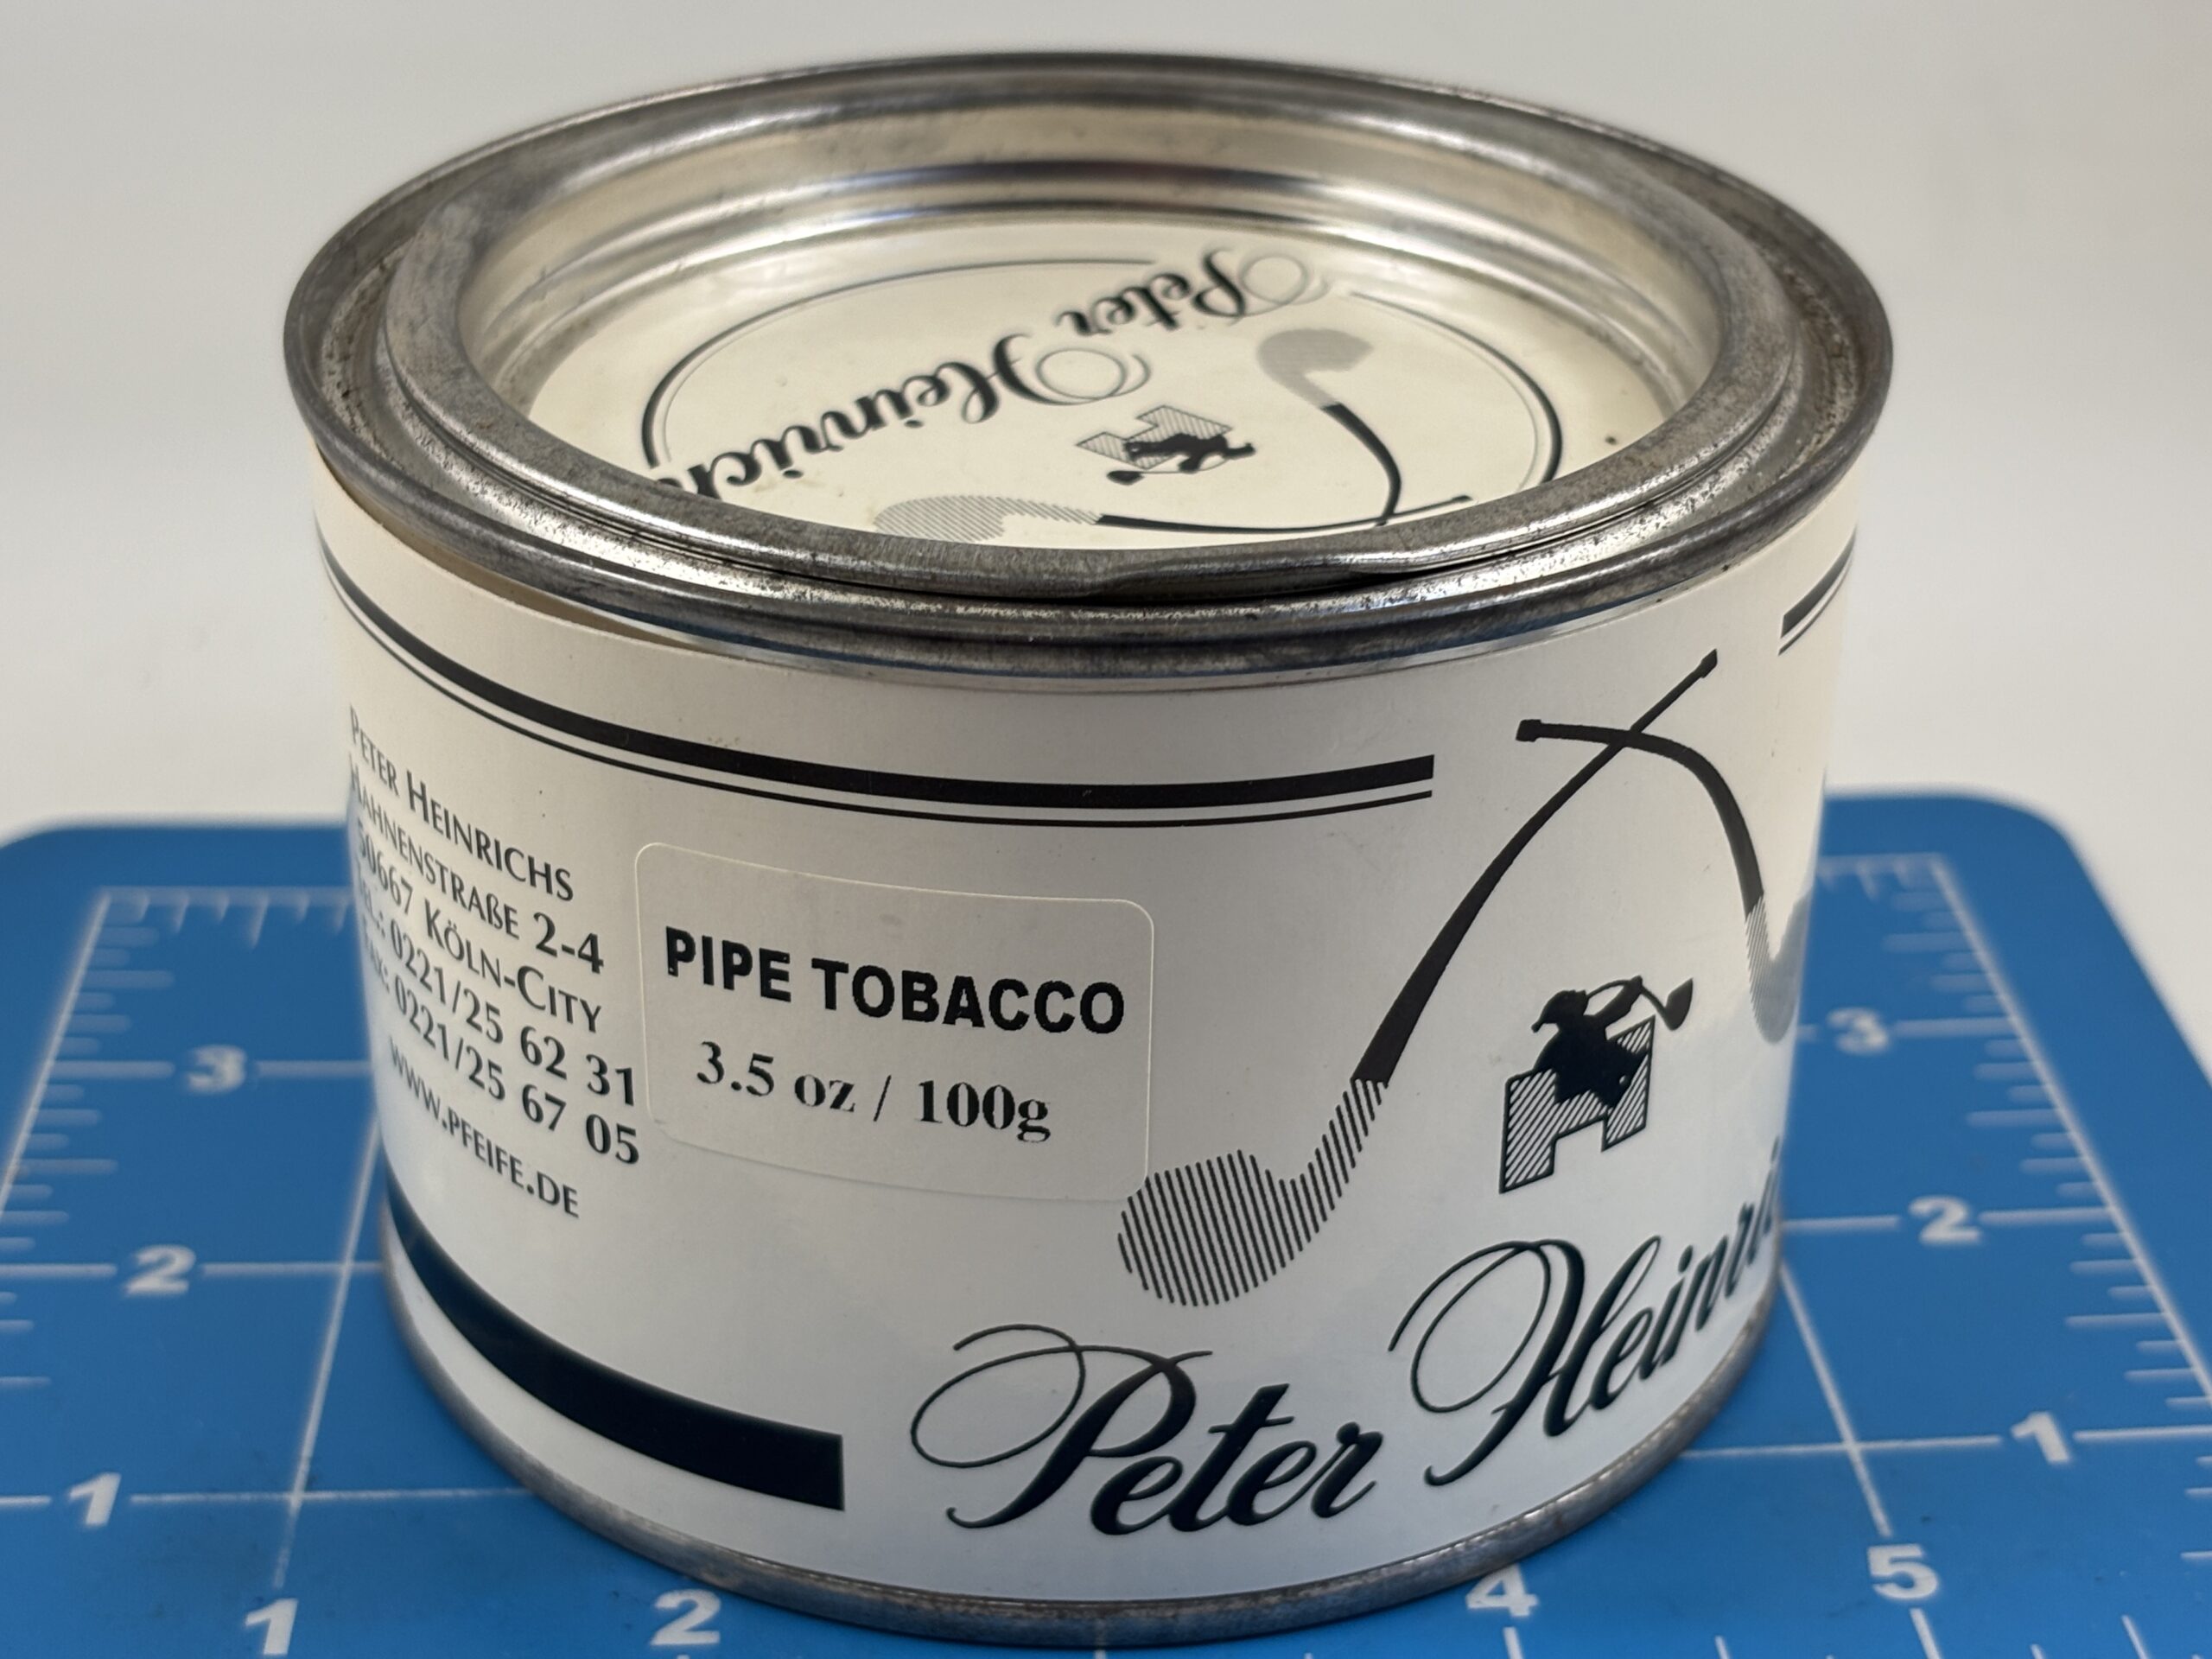 Peter
Heinrich
PETER HEINRICHS
HAHNENSTRAßE 2-4
50667 KÖLN-CITY
TEL.: 0221/25 62 31
FAX: 0221/25 67 05
WWW.PFEIFE.DE
PIPE TOBACCO
3.5 oz / 100g
Peter Heinri
3
2
1
3
2
1
1
2
4
5